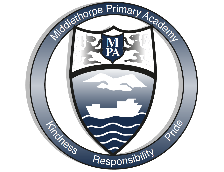 Middlethorpe Primary Academy
M
PA
Kindness Responsibility Pride